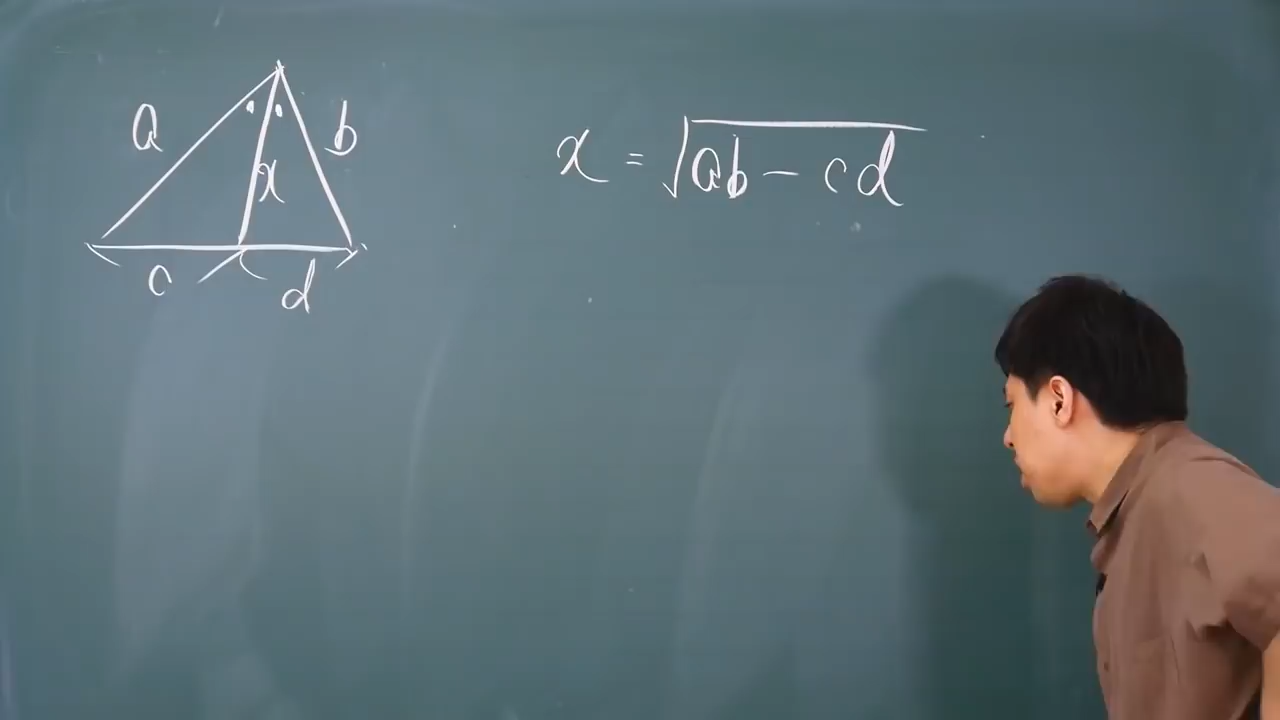 a
b
x
c
d
x = √ab − cd